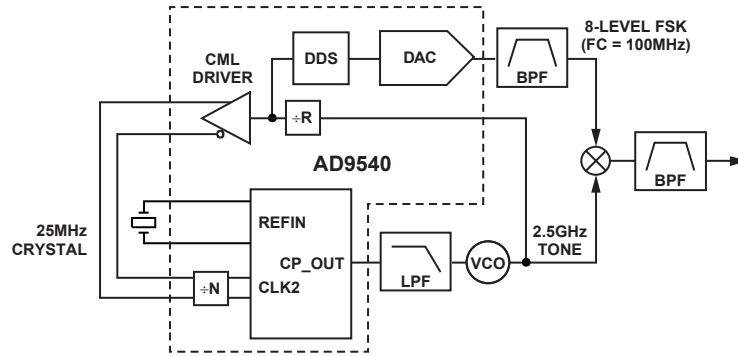 CML
DRIVER
DDS
DAC
BPF
8-LEVEL FSK
(FC = 100MHz)
÷R
AD9540
BPF
25MHz
CRYSTAL
REFIN
CP_OUT
CLK2
÷N
LPF
VCO
2.5GHz
TONE